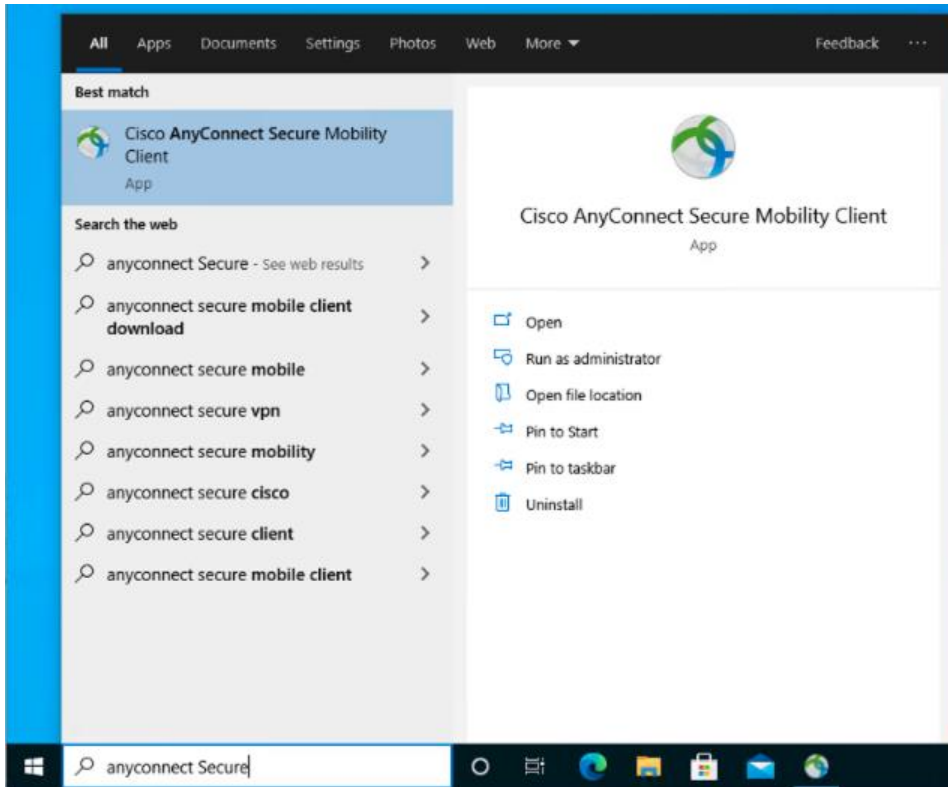 All Apps Documents Settings Photos Web More Feedback ...
Best match
Cisco AnyConnect Secure Mobility
Client
App
Search the web
anyconnect Secure - See web results
anyconnect secure mobile client
download
anyconnect secure mobile
anyconnect secure vpn
anyconnect secure mobility
anyconnect secure cisco
anyconnect secure client
anyconnect secure mobile client
Cisco AnyConnect Secure Mobility Client
App
Open
Run as administrator
Open file location
Pin to Start
Pin to taskbar
Uninstall
anyconnect Secure